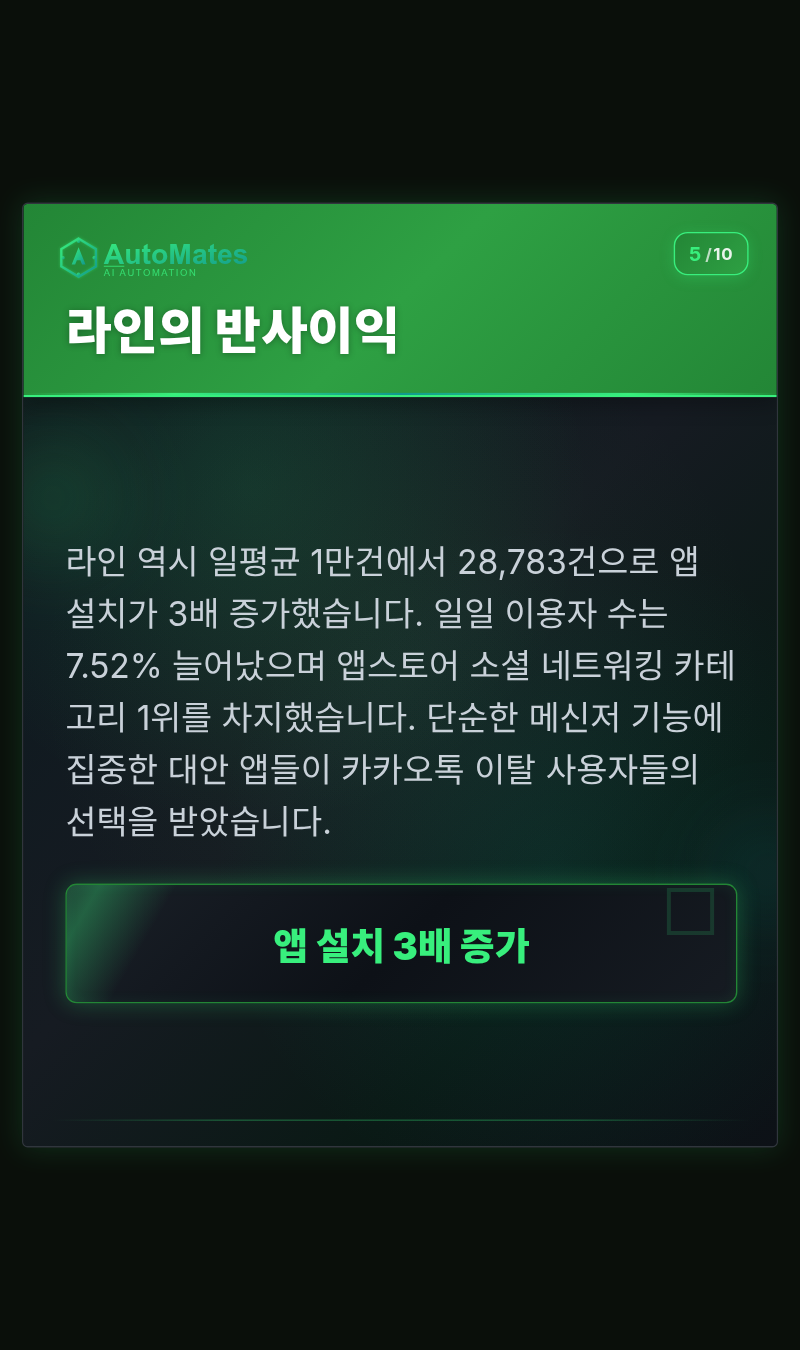 AutoMates
AI AUTOMATION
5 / 10
라인의 반사이익
라인 역시 일평균 1만건에서 28,783건으로 앱
설치가 3배 증가했습니다. 일일 이용자 수는
7.52% 늘어났으며 앱스토어 소셜 네트워킹 카테
고리 1위를 차지했습니다. 단순한 메신저 기능에
집중한 대안 앱들이 카카오톡 이탈 사용자들의
선택을 받았습니다.
앱 설치 3배 증가